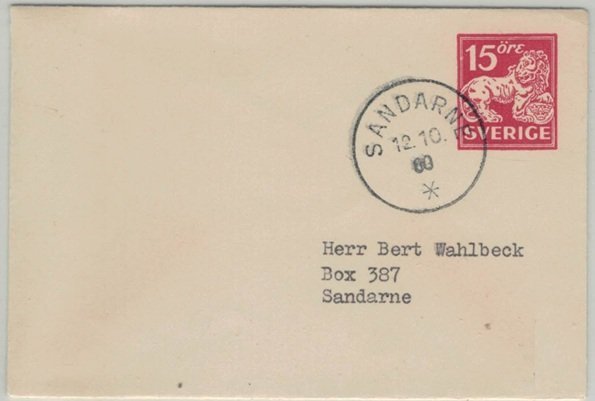 15 öre
SVERIGE
SANDARNE
12.10.
60
*
Herr Bert Wahlbeck
Box 387
Sandarne